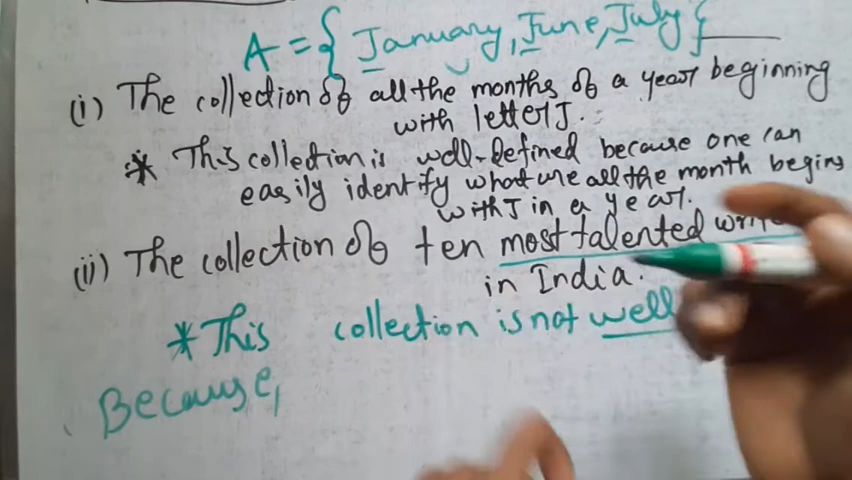 A = { January, June, July {
(i) The collection of all the months of a year beginning
with letter J.
* This collection is well-defined because one can
easily identify what are all the month begins
with J in a year.
(ii) The collection of ten most talented
in India.
* This collection is not well
Because,